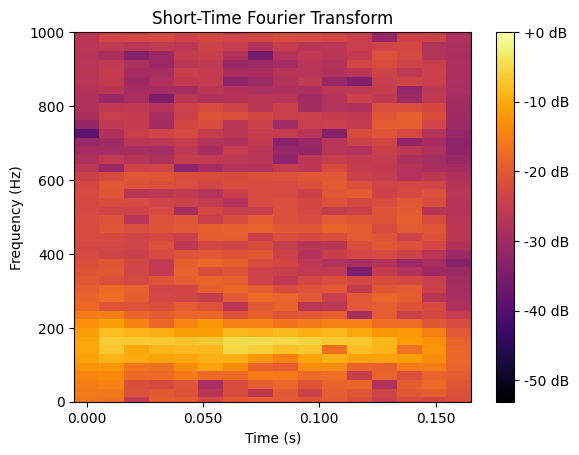 Short-Time Fourier Transform
1000
800
600
400
200
0
Frequency (Hz)
0.000
0.050
0.100
0.150
Time (s)
+0 dB
-10 dB
-20 dB
-30 dB
-40 dB
-50 dB